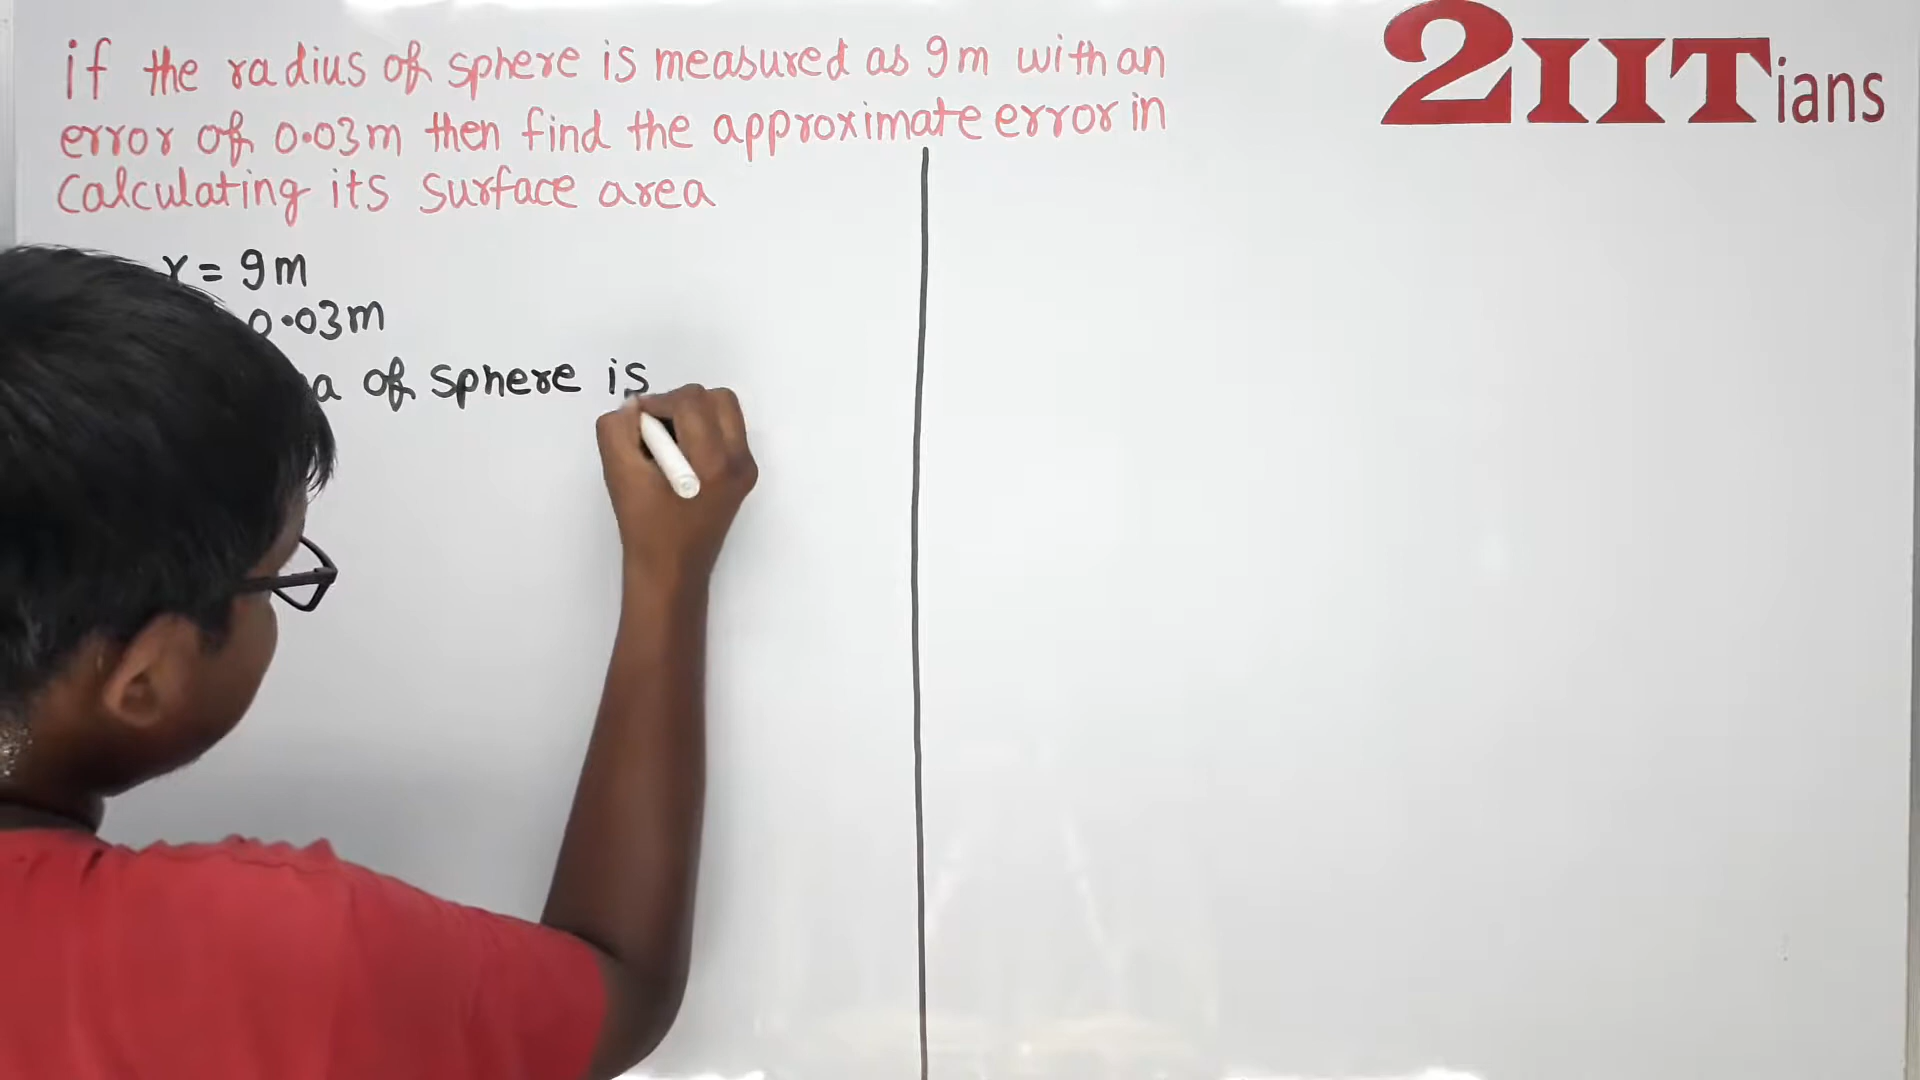 if the radius of sphere is measured as 9m with an
error of 0.03m then find the approximate error in
calculating its surface area
2IITians
r = 9m
0.03m
of sphere is